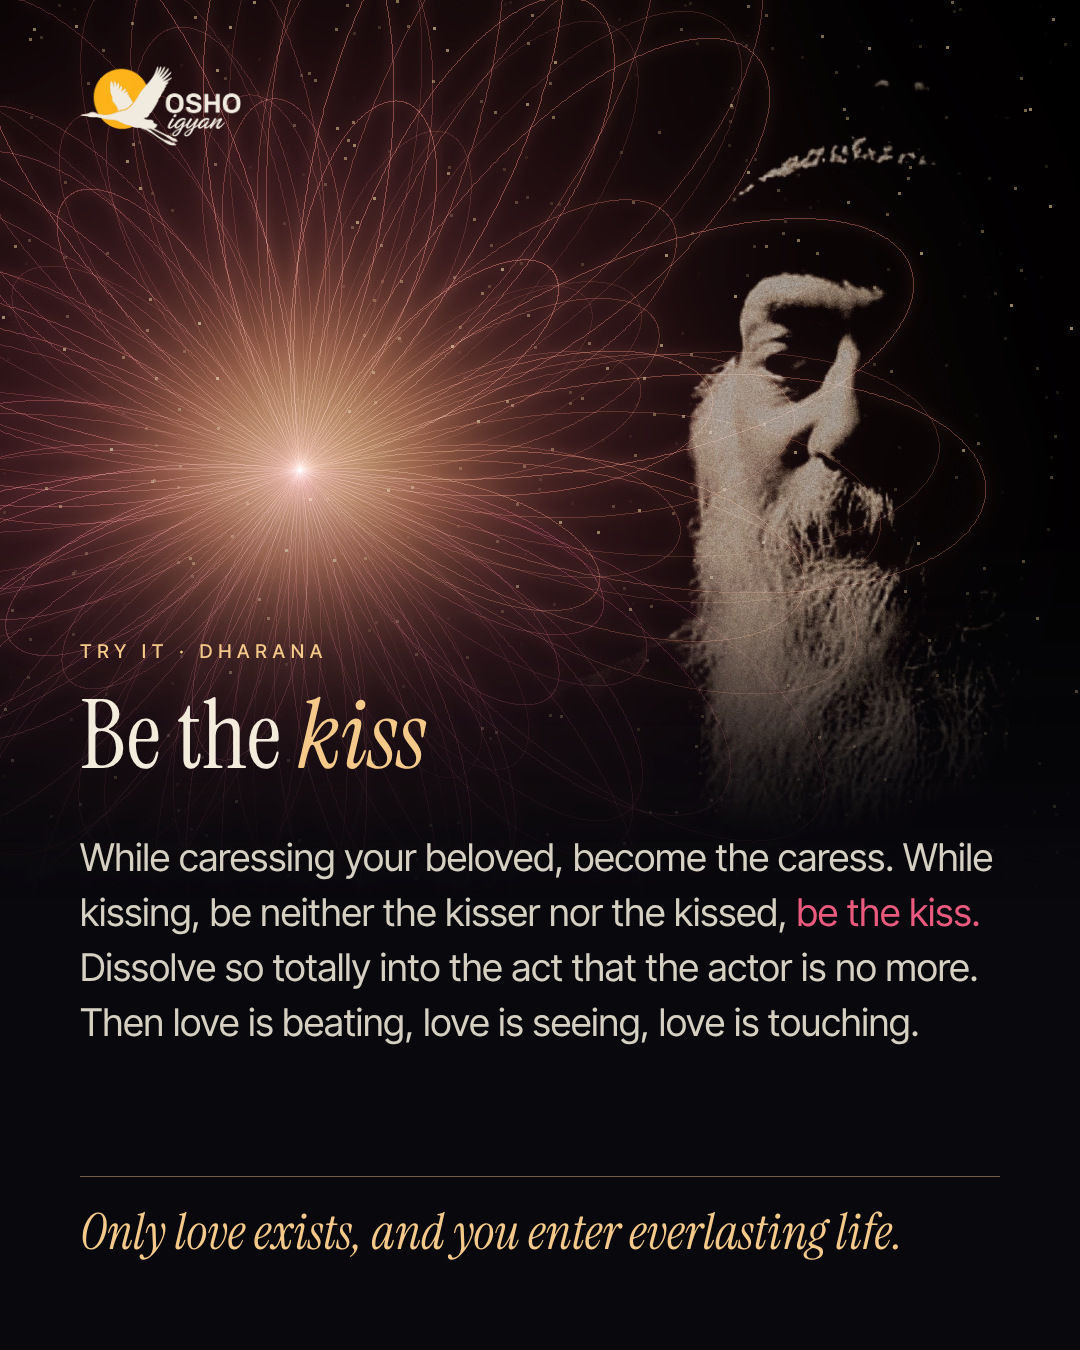 OSHO
igyan
TRY IT · DHARANA
Be the kiss
While caressing your beloved, become the caress. While
kissing, be neither the kisser nor the kissed, be the kiss.
Dissolve so totally into the act that the actor is no more.
Then love is beating, love is seeing, love is touching.
Only love exists, and you enter everlasting life.